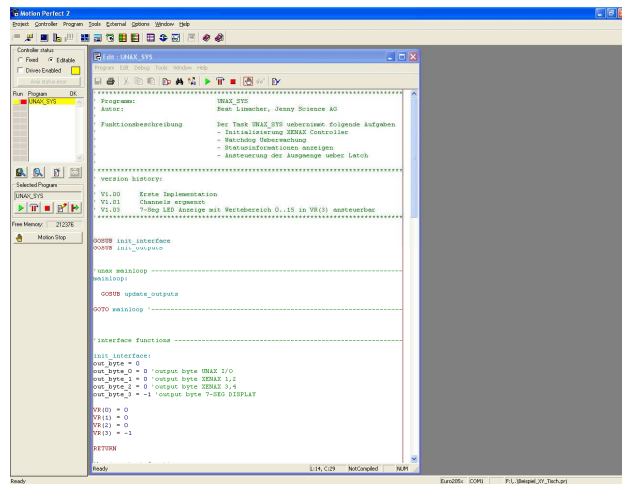 Motion Perfect 2
Project Controller Program Tools External Options Window Help
Controller status
Fixed Editable
Drives Enabled
Axis status error
Run Program OK
UNAX_SYS
Selected Program
UNAX_SYS
Free Memory: 212376
Motion Stop
Edit : UNAX_SYS
Program Edit Debug Tools Window Help
'*****************************************************************
' Programm: UNAX_SYS
' Autor: Beat Limacher, Jenny Science AG
'
' Funktionsbeschreibung Der Task UNAX_SYS uebernimmt folgende Aufgaben
' - Initialisierung XENAX Controller
' - Watchdog Ueberwachung
' - Statusinformationen anzeigen
' - Ansteuerung der Ausgaenge ueber Latch
'
'*****************************************************************
' version history:
'
' V1.00 Erste Implementation
' V1.01 Channels ergaenzt
' V1.03 7-Seg LED Anzeige mit Wertebereich 0..15 in VR(3) ansteuerbar
'*****************************************************************
GOSUB init_interface
GOSUB init_outputs
'unax mainloop -----------------------------------------------------
mainloop:
GOSUB update_outputs
GOTO mainloop '-----------------------------------------------------
'interface functions -----------------------------------------------
init_interface:
out_byte = 0
out_byte_0 = 0 'output byte UNAX I/O
out_byte_1 = 0 'output byte XENAX 1,2
out_byte_2 = 0 'output byte XENAX 3,4
out_byte_3 = -1 'output byte 7-SEG DISPLAY
VR(0) = 0
VR(1) = 0
VR(2) = 0
VR(3) = -1
RETURN
Ready L:14, C:29 NotCompiled NUM
Ready Euro205x COM1 F:\..\Beispiel_XY_Tisch.prj